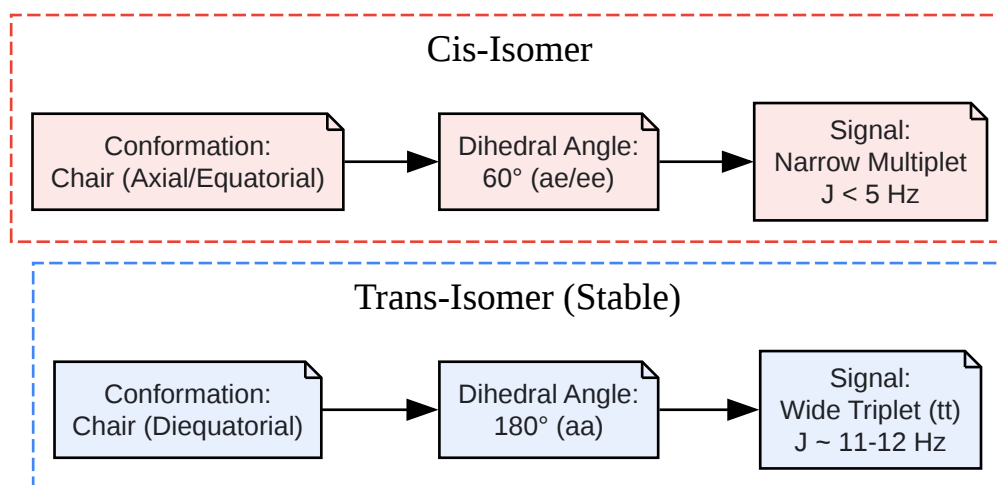 Cis-Isomer
Conformation:
Chair (Axial/Equatorial)
Dihedral Angle:
60° (ae/ee)
Signal:
Narrow Multiplet
J < 5 Hz
Trans-Isomer (Stable)
Conformation:
Chair (Diequatorial)
Dihedral Angle:
180° (aa)
Signal:
Wide Triplet (tt)
J ~ 11-12 Hz